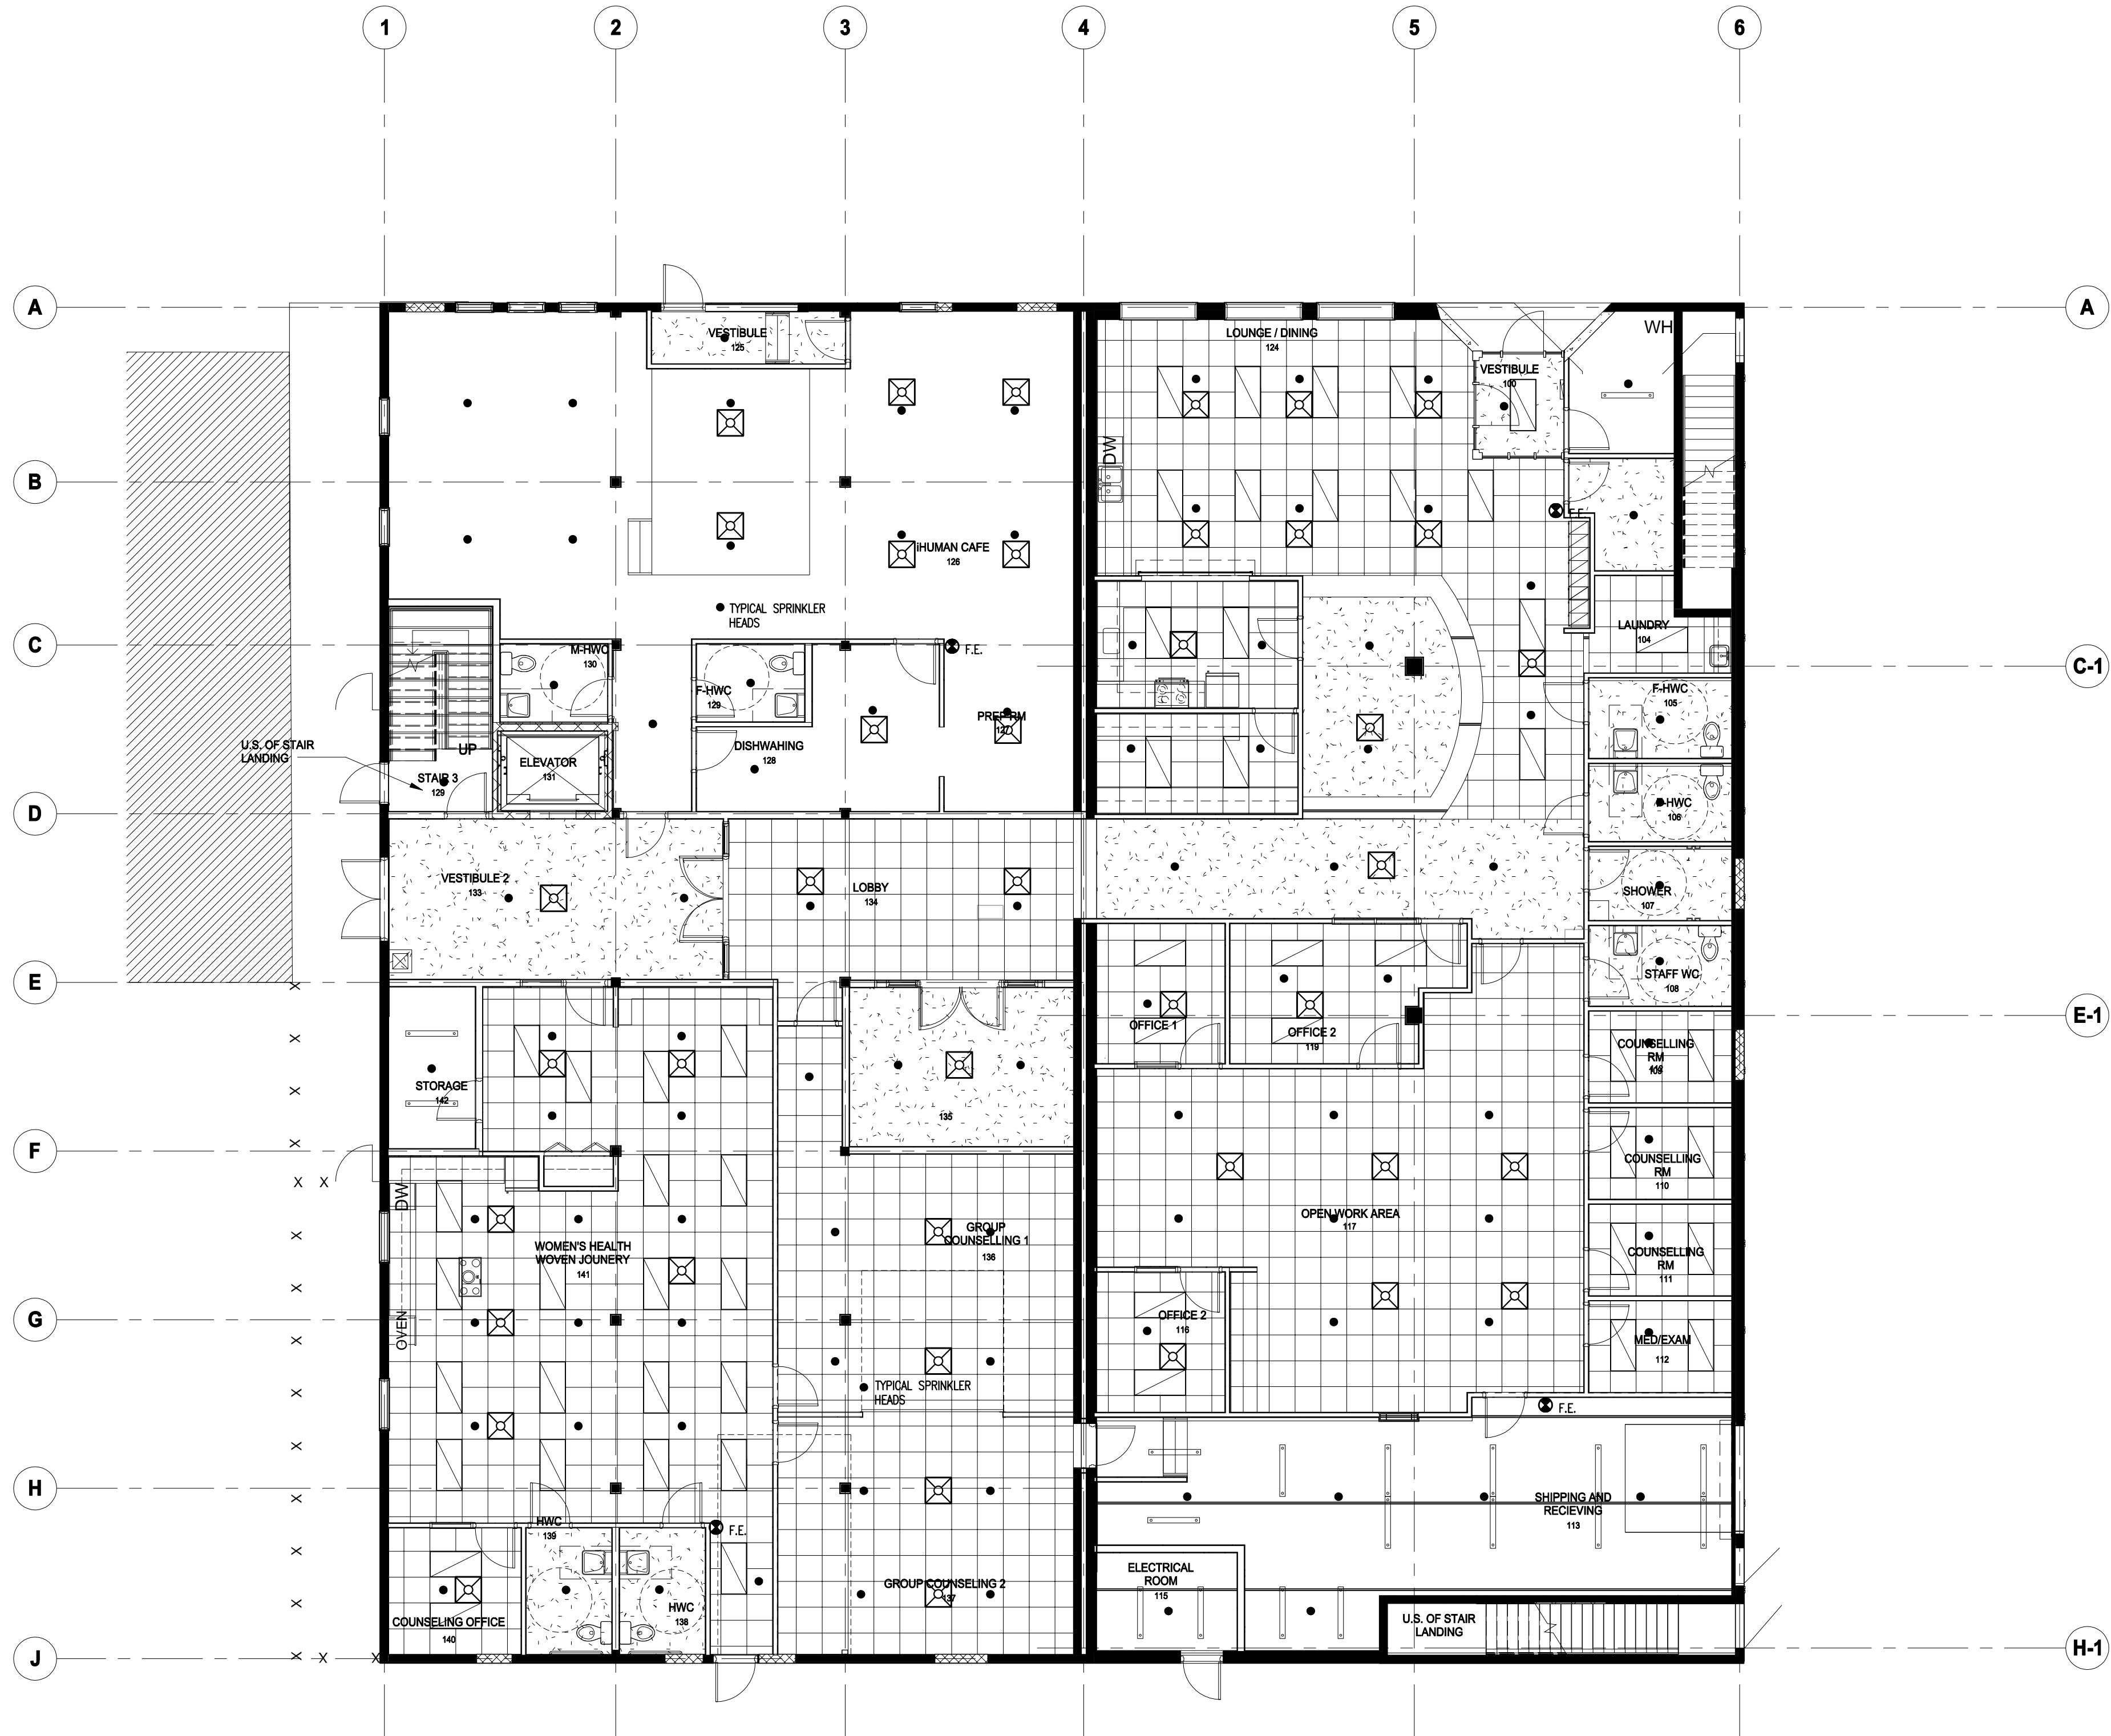 1
2
3
4
5
6
A
A
VESTIBULE
125
LOUNGE / DINING
124
WH
VESTIBULE
100
DW
B
F.E.
iHUMAN CAFE
126
TYPICAL SPRINKLER
HEADS
C
M-HWC
130
F.E.
LAUNDRY
104
C-1
F-HWC
129
F-HWC
105
PREP RM
127
U.S. OF STAIR
LANDING
UP
DISHWAHING
128
ELEVATOR
131
STAIR 3
129
D
-HWC
106
VESTIBULE 2
133
LOBBY
134
SHOWER
107
E
STAFF WC
108
OFFICE 1
OFFICE 2
119
E-1
COUNSELLING
RM
STORAGE
142
135
F
COUNSELLING
RM
110
DW
OPEN WORK AREA
117
GROUP
COUNSELLING 1
136
WOMEN'S HEALTH
WOVEN JOUNERY
141
COUNSELLING
RM
111
G
OVEN
OFFICE 2
116
MED/EXAM
112
TYPICAL SPRINKLER
HEADS
F.E.
H
SHIPPING AND
RECIEVING
113
HWC
139
F.E.
ELECTRICAL
ROOM
115
GROUP COUNSELING 2
137
HWC
138
COUNSELING OFFICE
140
U.S. OF STAIR
LANDING
J
H-1